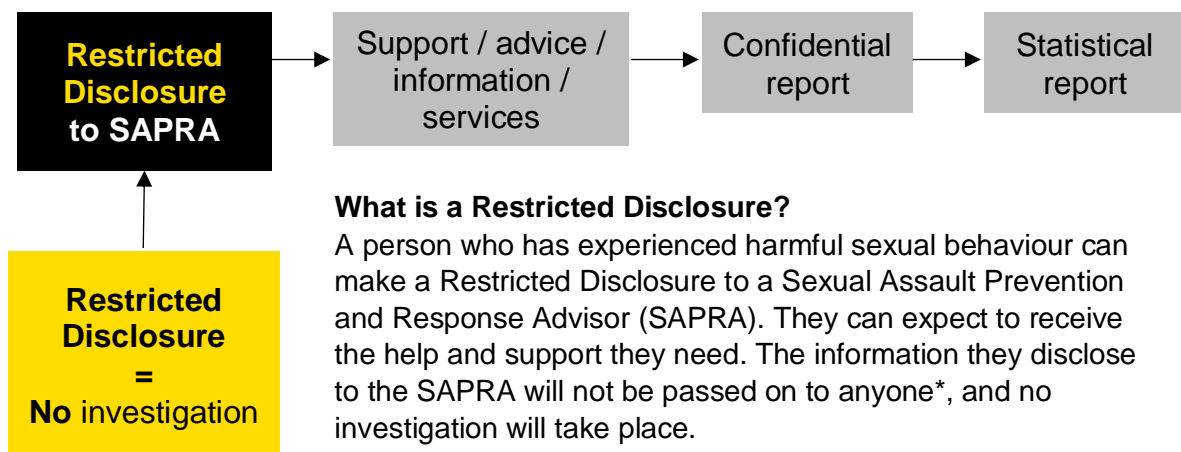 Restricted
Disclosure
to SAPRA
Support / advice /
information /
services
Confidential
report
Statistical
report
Restricted
Disclosure
=
No investigation
What is a Restricted Disclosure?
A person who has experienced harmful sexual behaviour can
make a Restricted Disclosure to a Sexual Assault Prevention
and Response Advisor (SAPRA). They can expect to receive
the help and support they need. The information they disclose
to the SAPRA will not be passed on to anyone*, and no
investigation will take place.